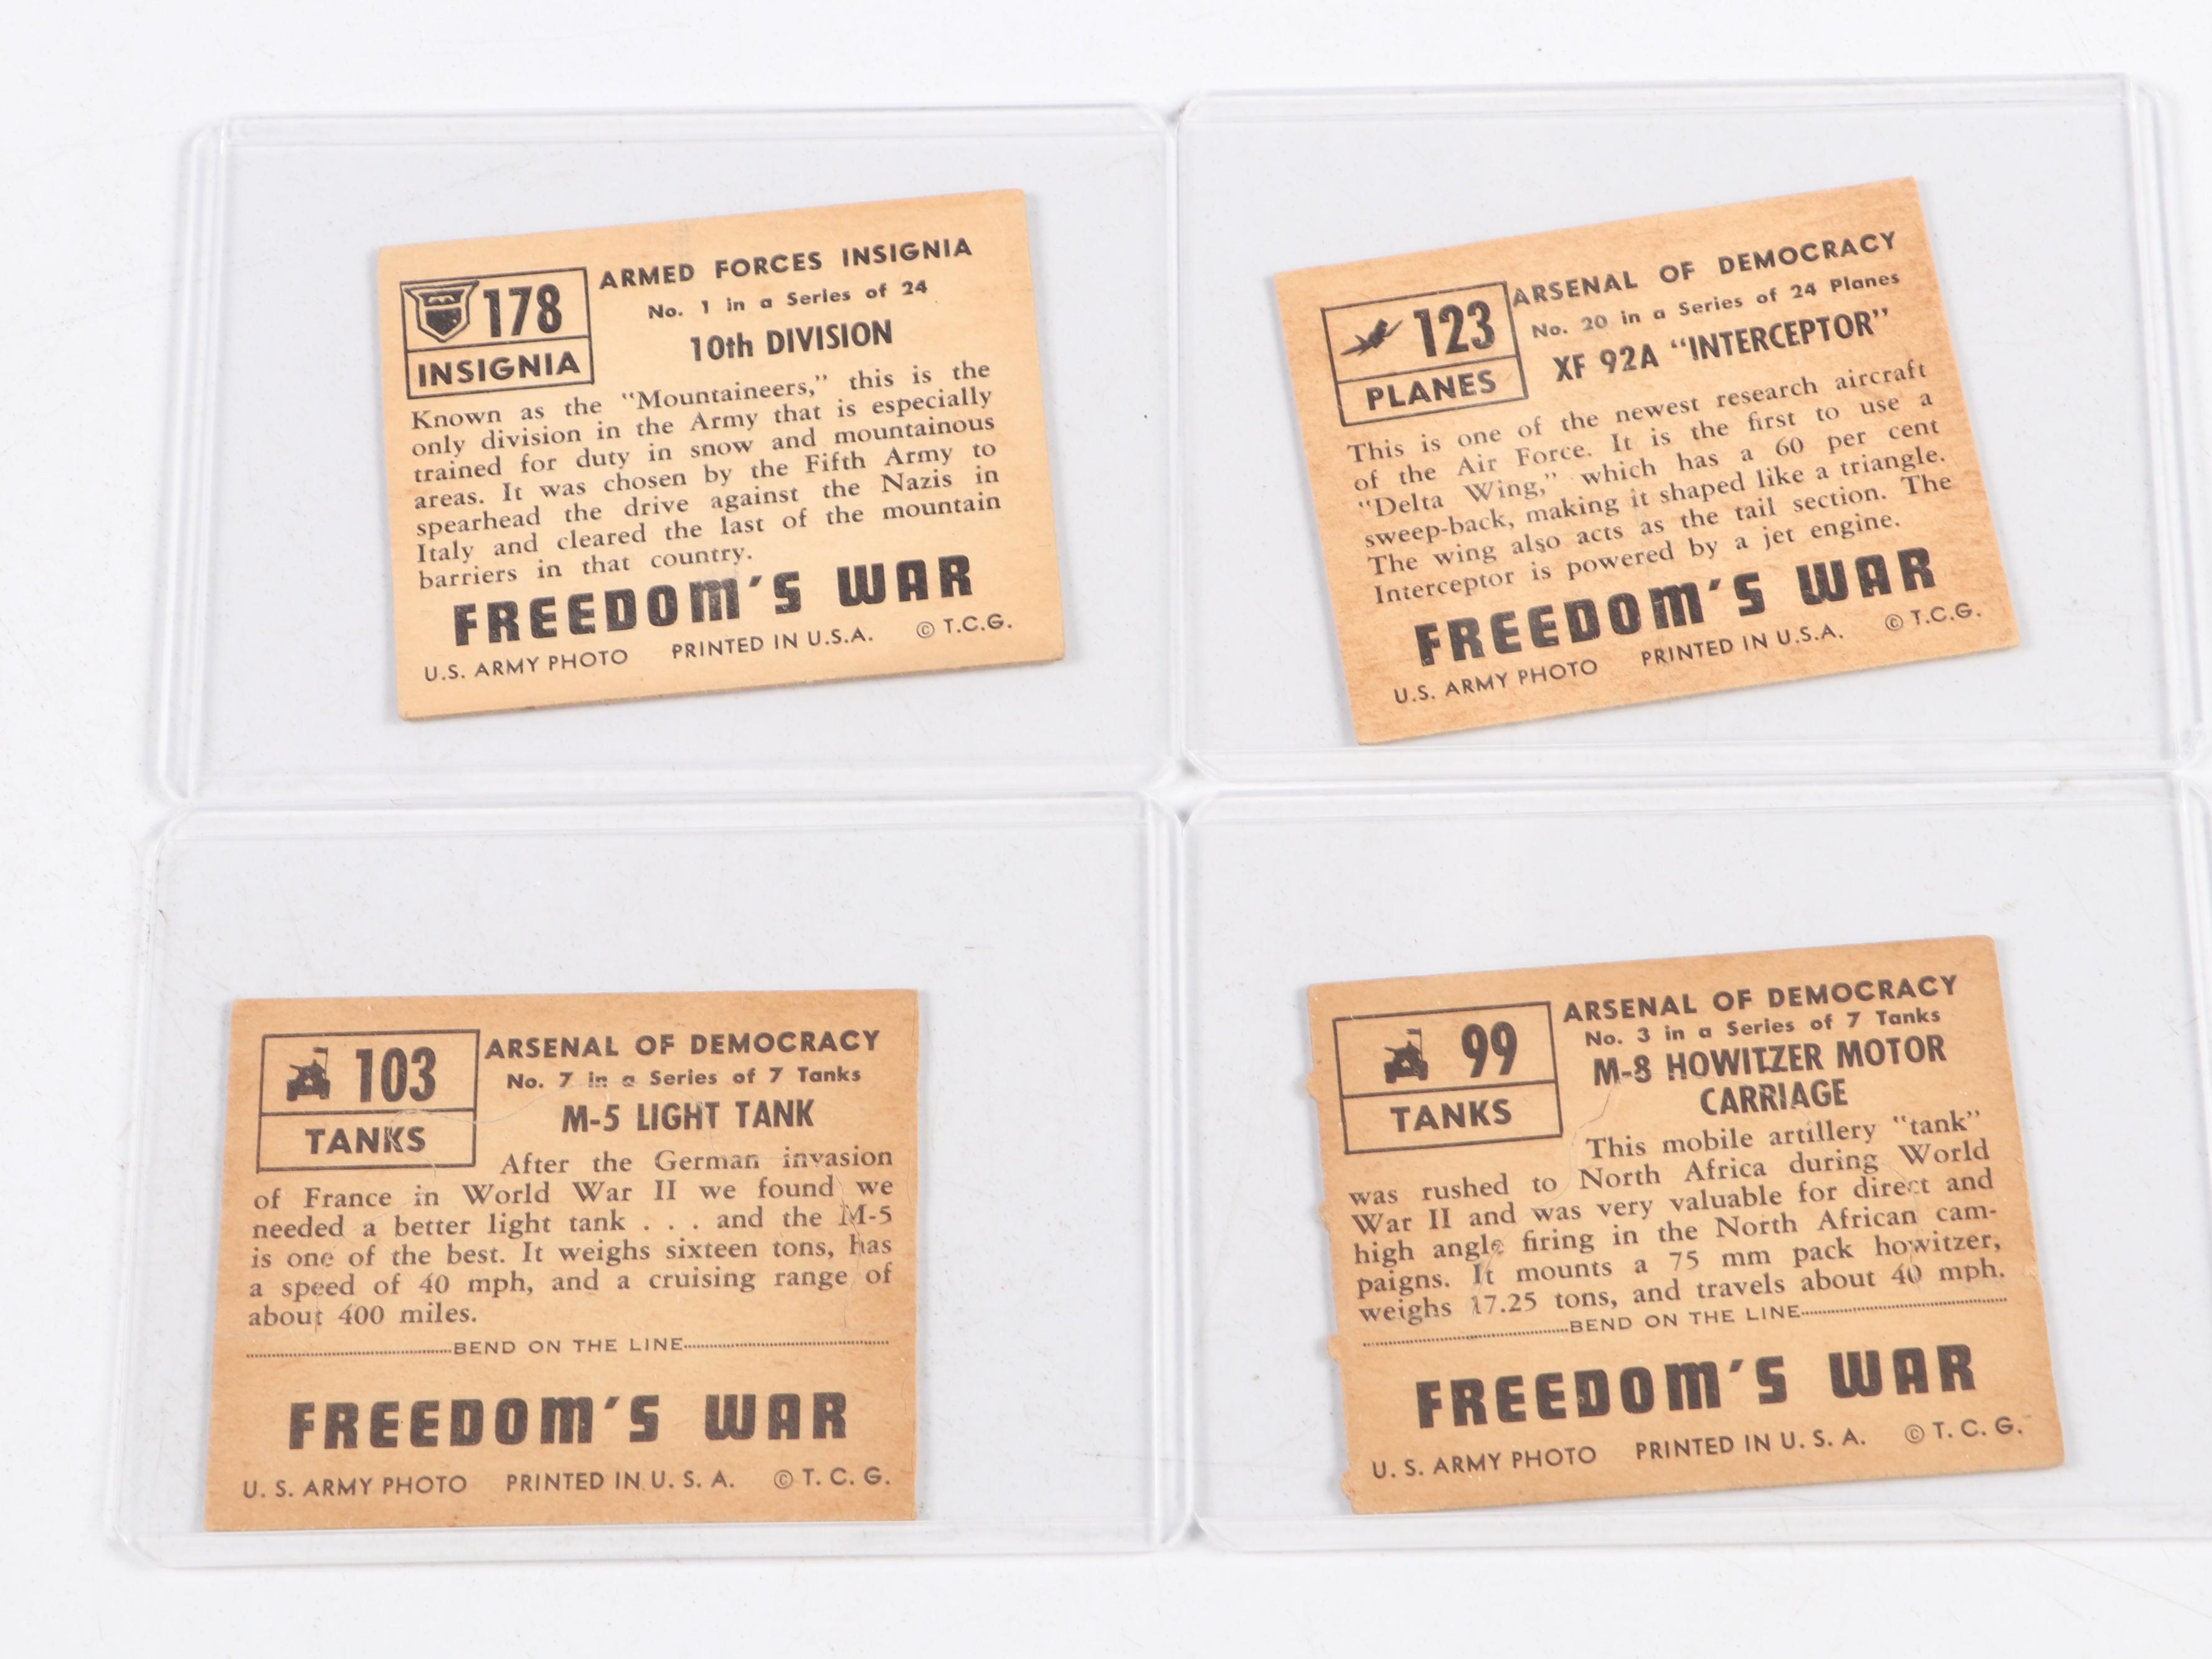 178
INSIGNIA
ARMED FORCES INSIGNIA
No. 1 in a Series of 24
10th DIVISION
Known as the "Mountaineers," this is the
only division in the Army that is especially
trained for duty in snow and mountainous
areas. It was chosen by the Fifth Army to
spearhead the drive against the Nazis in
Italy and cleared the last of the mountain
barriers in that country.
FREEDOM'S WAR
U.S. ARMY PHOTO PRINTED IN U.S.A. © T.C.G.
123
PLANES
ARSENAL OF DEMOCRACY
No. 20 in a Series of 24 Planes
XF 92A "INTERCEPTOR"
This is one of the newest research aircraft
of the Air Force. It is the first to use a
"Delta Wing," which has a 60 per cent
sweep-back, making it shaped like a triangle.
The wing also acts as the tail section. The
Interceptor is powered by a jet engine.
FREEDOM'S WAR
U.S. ARMY PHOTO PRINTED IN U.S.A. © T.C.G.
103
TANKS
ARSENAL OF DEMOCRACY
No. 7 in a Series of 7 Tanks
M-5 LIGHT TANK
After the German invasion
of France in World War II we found we
needed a better light tank . . . and the M-5
is one of the best. It weighs sixteen tons, has
a speed of 40 mph, and a cruising range of
about 400 miles.
BEND ON THE LINE
FREEDOM'S WAR
U. S. ARMY PHOTO PRINTED IN U. S. A. © T. C. G.
99
TANKS
ARSENAL OF DEMOCRACY
No. 3 in a Series of 7 Tanks
M-8 HOWITZER MOTOR
CARRIAGE
This mobile artillery "tank"
was rushed to North Africa during World
War II and was very valuable for direct and
high angle firing in the North African cam-
paigns. It mounts a 75 mm pack howitzer,
weighs 17.25 tons, and travels about 40 mph.
BEND ON THE LINE
FREEDOM'S WAR
U. S. ARMY PHOTO PRINTED IN U. S. A. © T. C. G.